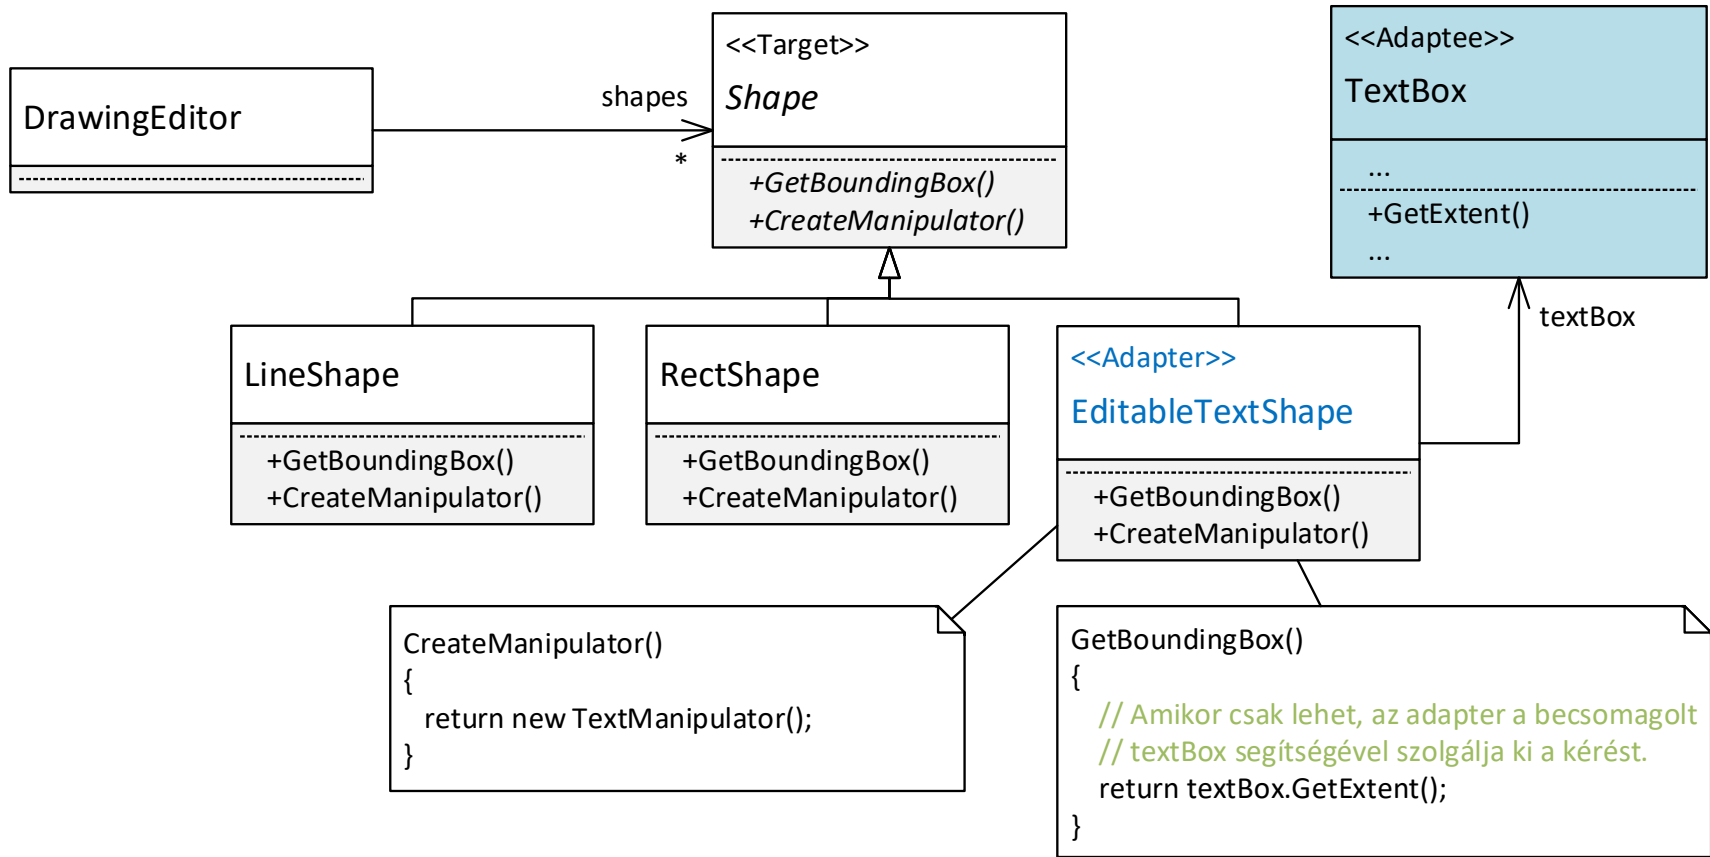 DrawingEditor
shapes
*
<<Target>>
Shape
+GetBoundingBox()
+CreateManipulator()
<<Adaptee>>
TextBox
...
+GetExtent()
...
textBox
LineShape
+GetBoundingBox()
+CreateManipulator()
RectShape
+GetBoundingBox()
+CreateManipulator()
<<Adapter>>
EditableTextShape
+GetBoundingBox()
+CreateManipulator()
CreateManipulator()
{
return new TextManipulator();
}
GetBoundingBox()
{
// Amikor csak lehet, az adapter a becsomagolt
// textBox segítségével szolgálja ki a kérést.
return textBox.GetExtent();
}